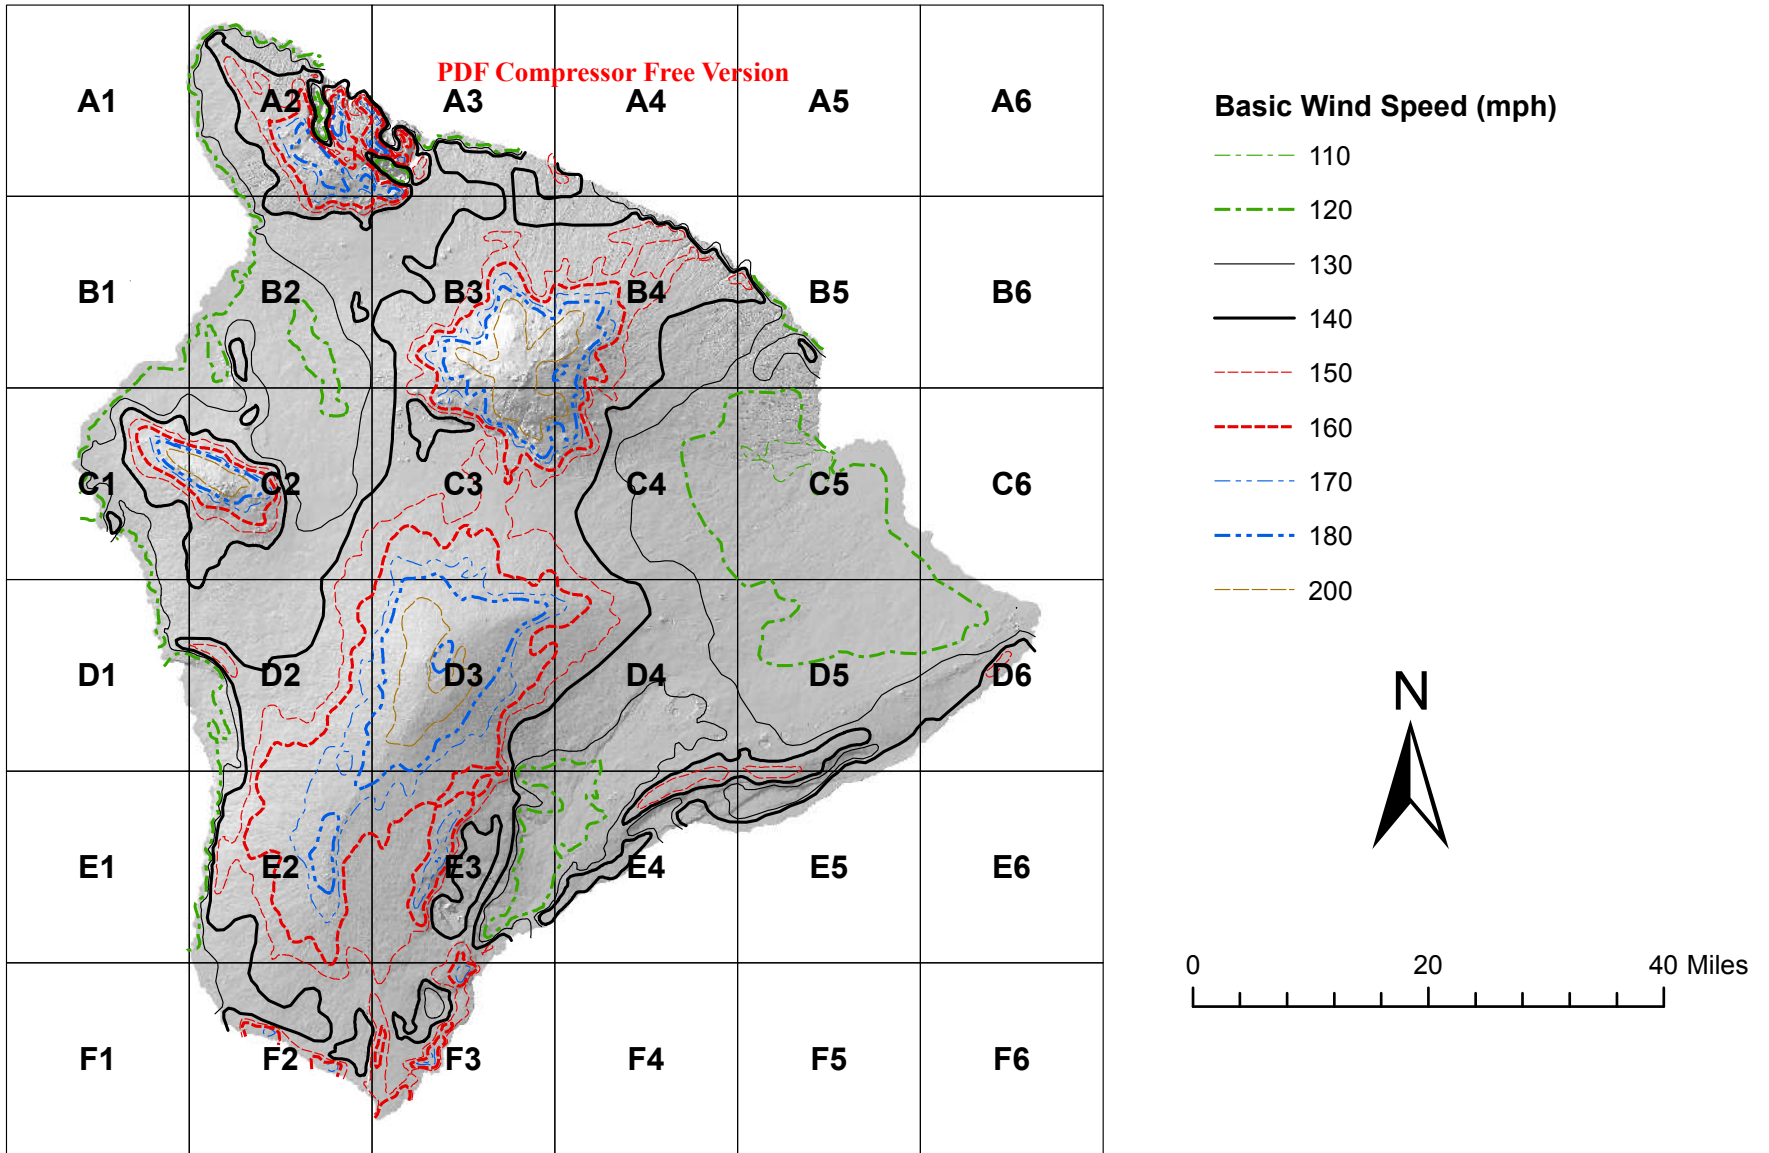 PDF Compressor Free Version
A1 A2 A3 A4 A5 A6
B1 B2 B3 B4 B5 B6
C1 C2 C3 C4 C5 C6
D1 D2 D3 D4 D5 D6
E1 E2 E3 E4 E5 E6
F1 F2 F3 F4 F5 F6
Basic Wind Speed (mph)
110
120
130
140
150
160
170
180
200
N
0 20 40 Miles